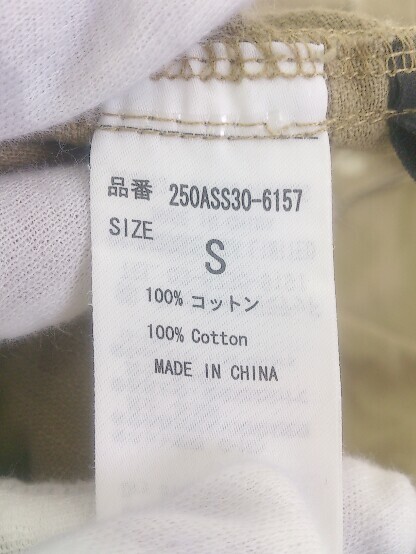 品番 250ASS30-6157
SIZE
S
100% コットン
100% Cotton
MADE IN CHINA